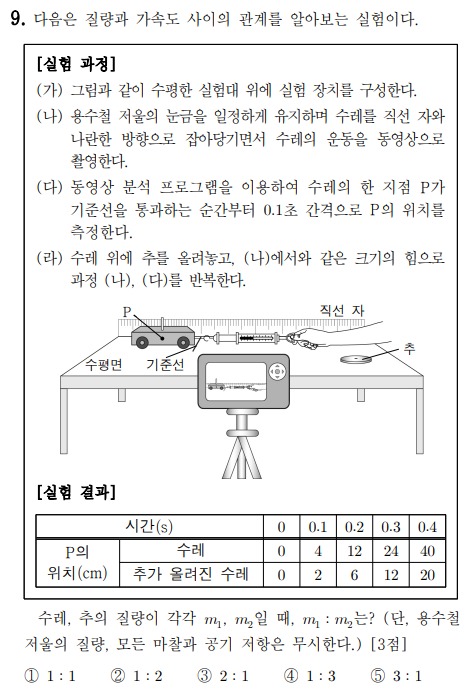 9. 다음은 질량과 가속도 사이의 관계를 알아보는 실험이다.
[실험 과정]
(가) 그림과 같이 수평한 실험대 위에 실험 장치를 구성한다.
(나) 용수철 저울의 눈금을 일정하게 유지하며 수레를 직선 자와
나란한 방향으로 잡아당기면서 수레의 운동을 동영상으로
촬영한다.
(다) 동영상 분석 프로그램을 이용하여 수레의 한 지점 P가
기준선을 통과하는 순간부터 0.1초 간격으로 P의 위치를
측정한다.
(라) 수레 위에 추를 올려놓고, (나)에서와 같은 크기의 힘으로
과정 (나), (다)를 반복한다.
P 직선 자
추
수평면 기준선
[실험 결과]
시간(s) 0 0.1 0.2 0.3 0.4
P의 위치(cm) 수레 0 4 12 24 40
추가 올려진 수레 0 2 6 12 20
수레, 추의 질량이 각각 m₁, m₂일 때, m₁ : m₂는? (단, 용수철
저울의 질량, 모든 마찰과 공기 저항은 무시한다.) [3점]
① 1 : 1 ② 1 : 2 ③ 2 : 1 ④ 1 : 3 ⑤ 3 : 1